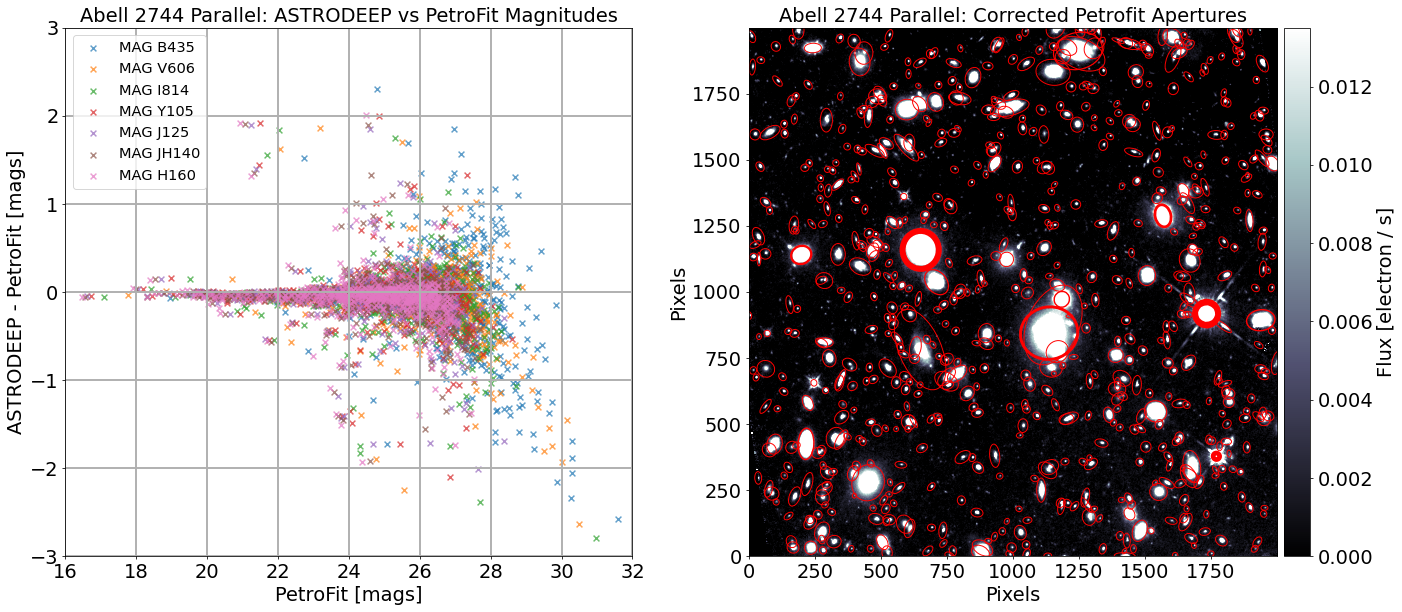 Abell 2744 Parallel: ASTRODEEP vs PetroFit Magnitudes
3
2
1
0
−1
−2
−3
ASTRODEEP - PetroFit [mags]
MAG B435
MAG V606
MAG I814
MAG Y105
MAG J125
MAG JH140
MAG H160
16
18
20
22
24
26
28
30
32
PetroFit [mags]
Abell 2744 Parallel: Corrected Petrofit Apertures
1750
1500
1250
1000
750
500
250
0
Pixels
0
250
500
750
1000
1250
1500
1750
Pixels
0.012
0.010
0.008
0.006
0.004
0.002
0.000
Flux [electron / s]